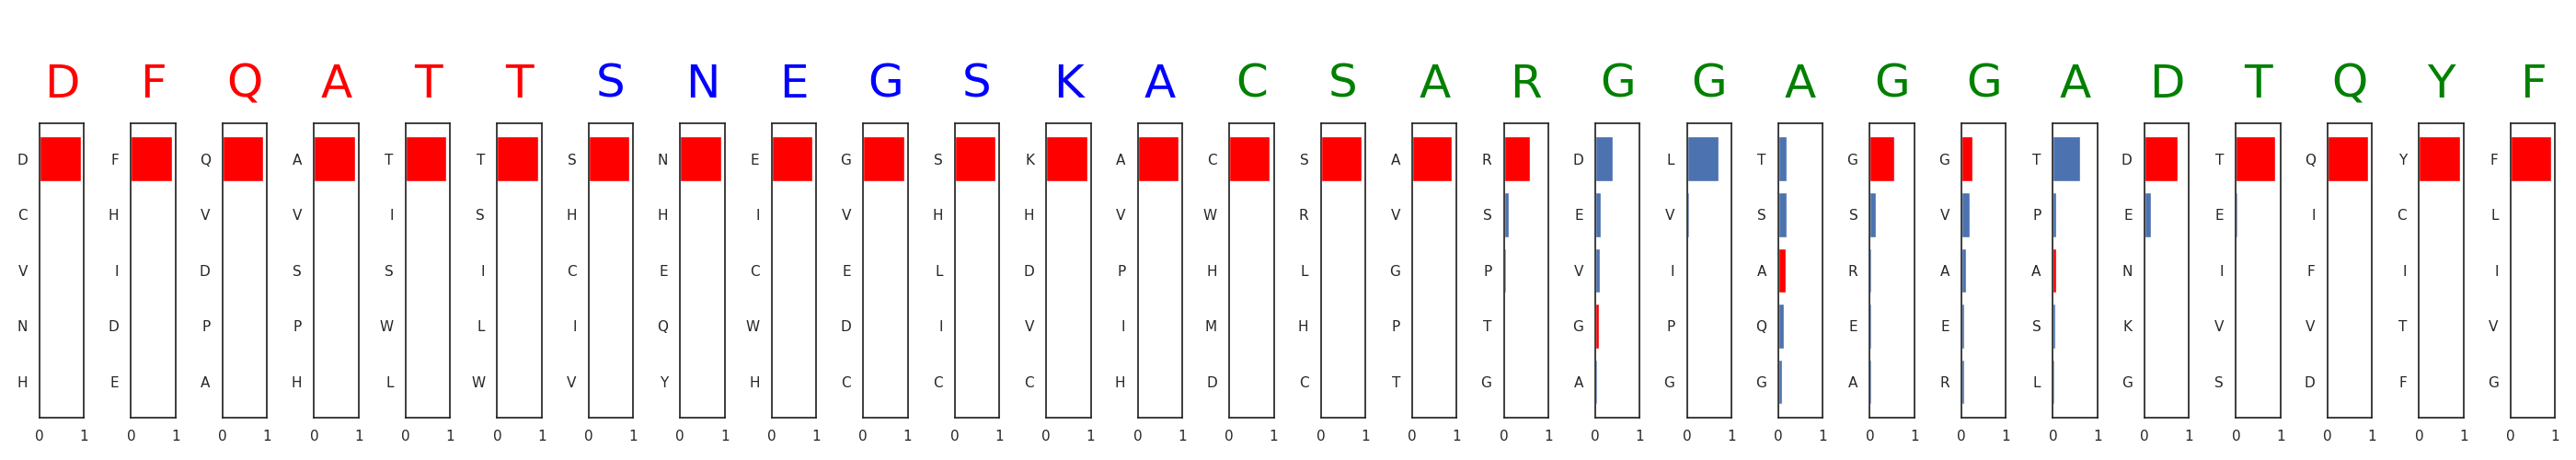 D F Q A T T S N E G S K A C S A R G G A G G A D T Q Y F
D F Q A T T S N E G S K A C S A R D L T G G T D T Q Y F
C H V V I S H H I V H H V W R V S E V S S V P E E I C L
V I D S S I C E C E L D P H L G P V I A R A A N I F I I
N D P P W L I Q W D I V I M H P T G P Q E E S K V V T V
H E A H L W V Y H C C C H D C T G A G G A R L G S D F G
0 1 0 1 0 1 0 1 0 1 0 1 0 1 0 1 0 1 0 1 0 1 0 1 0 1 0 1 0 1 0 1 0 1 0 1 0 1 0 1 0 1 0 1 0 1 0 1 0 1 0 1 0 1 0 1